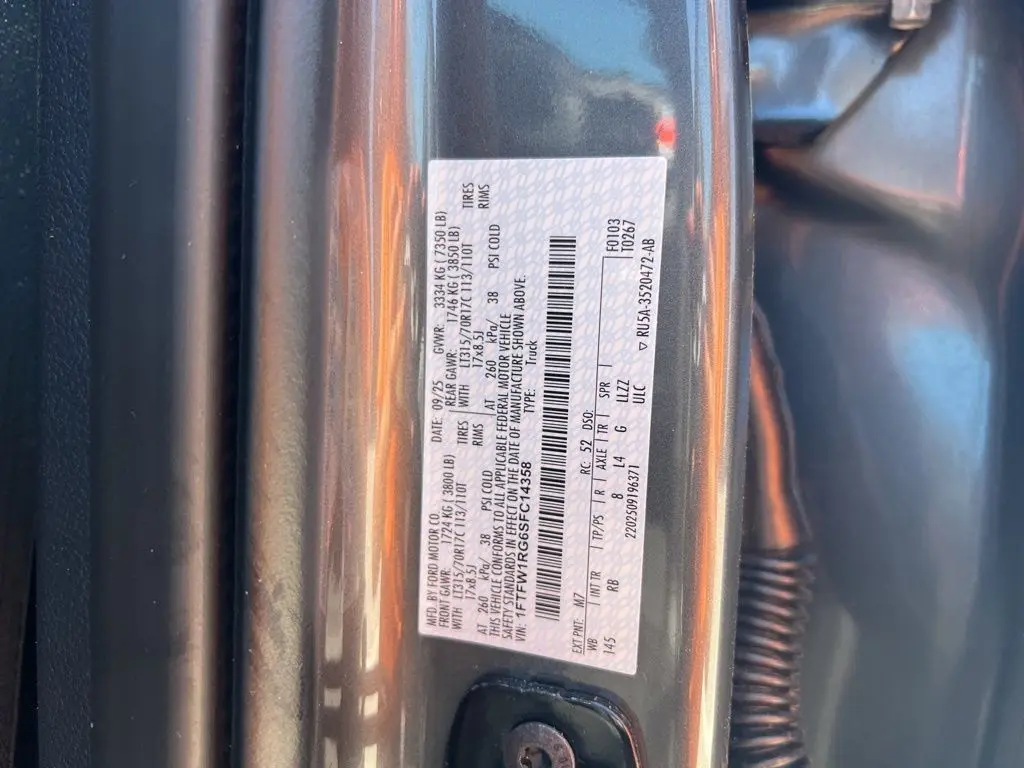 MFD. BY FORD MOTOR CO. DATE: 09/25 GVWR: 3334 KG ( 7350 LB)
FRONT GAWR: 1724 KG (3800 LB) REAR GAWR: 1746 KG ( 3850 LB)
WITH LT315/70R17C 113/110T TIRES WITH LT315/70R17C 113/110T TIRES
17x8.5J RIMS 17x8.5J RIMS
AT 260 kPa/ 38 PSI COLD AT 260 kPa/ 38 PSI COLD
THIS VEHICLE CONFORMS TO ALL APPLICABLE FEDERAL MOTOR VEHICLE
SAFETY STANDARDS IN EFFECT ON THE DATE OF MANUFACTURE SHOWN ABOVE.
VIN: 1FTFW1RG6SFC14358 TYPE: Truck
EXT PNT: M7 RC: 52 DSO: F0103
WB INT TR TP/PS R AXLE TR SPR T0267
145 RB 8 L4 G LLZZ
ULC
2202509196371 ▽ RU5A-3520472-AB